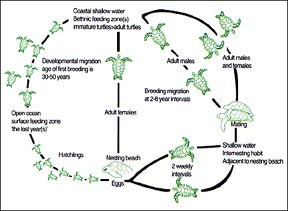 Coastal shallow water
Bethnic feeding zone(s)
immature turtles>adult turtles
Developmental migration
age of first breeding is
30-50 years
Adult males
Adult males
and females
Breeding migration
at 2-8 year intervals
Open ocean
surface feeding zone
the lost year(s)
Adult females
Mating
Shallow water
Internesting habit
Adjacent to nesting beach
Hatchlings
Nesting beach
2 weekly
intervals
Eggs